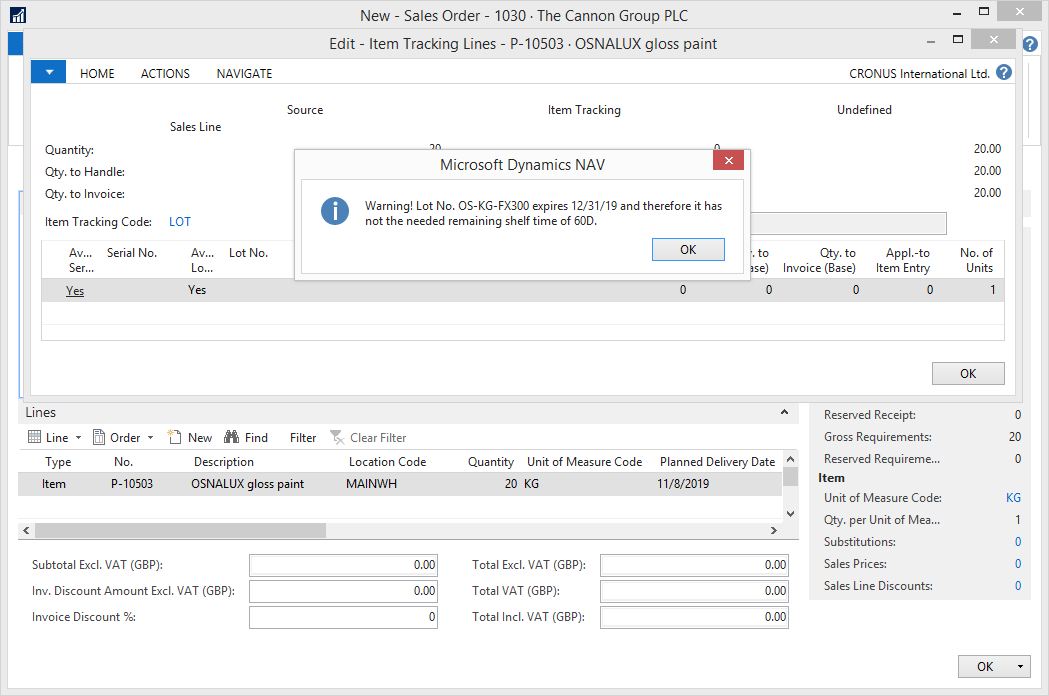 New - Sales Order - 1030 · The Cannon Group PLC
Edit - Item Tracking Lines - P-10503 · OSNALUX gloss paint
HOME ACTIONS NAVIGATE CRONUS International Ltd.
Source Item Tracking Undefined
Sales Line
Quantity: 20 0 20.00
Qty. to Handle: 20.00
Qty. to Invoice: 20.00
Item Tracking Code: LOT
Microsoft Dynamics NAV
Warning! Lot No. OS-KG-FX300 expires 12/31/19 and therefore it has
not the needed remaining shelf time of 60D.
OK
Av... Serial No. Av... Lot No. to Qty. to Appl.-to No. of
Ser... Lo... Invoice (Base) Item Entry Units
Yes Yes 0 0 0 0 1
OK
Lines
Line Order New Find Filter Clear Filter
Type No. Description Location Code Quantity Unit of Measure Code Planned Delivery Date
Item P-10503 OSNALUX gloss paint MAINWH 20 KG 11/8/2019
Subtotal Excl. VAT (GBP): 0.00 Total Excl. VAT (GBP): 0.00
Inv. Discount Amount Excl. VAT (GBP): 0.00 Total VAT (GBP): 0.00
Invoice Discount %: 0 Total Incl. VAT (GBP): 0.00
Reserved Receipt: 0
Gross Requirements: 20
Reserved Requireme... 0
Item
Unit of Measure Code: KG
Qty. per Unit of Mea... 1
Substitutions: 0
Sales Prices: 0
Sales Line Discounts: 0
OK